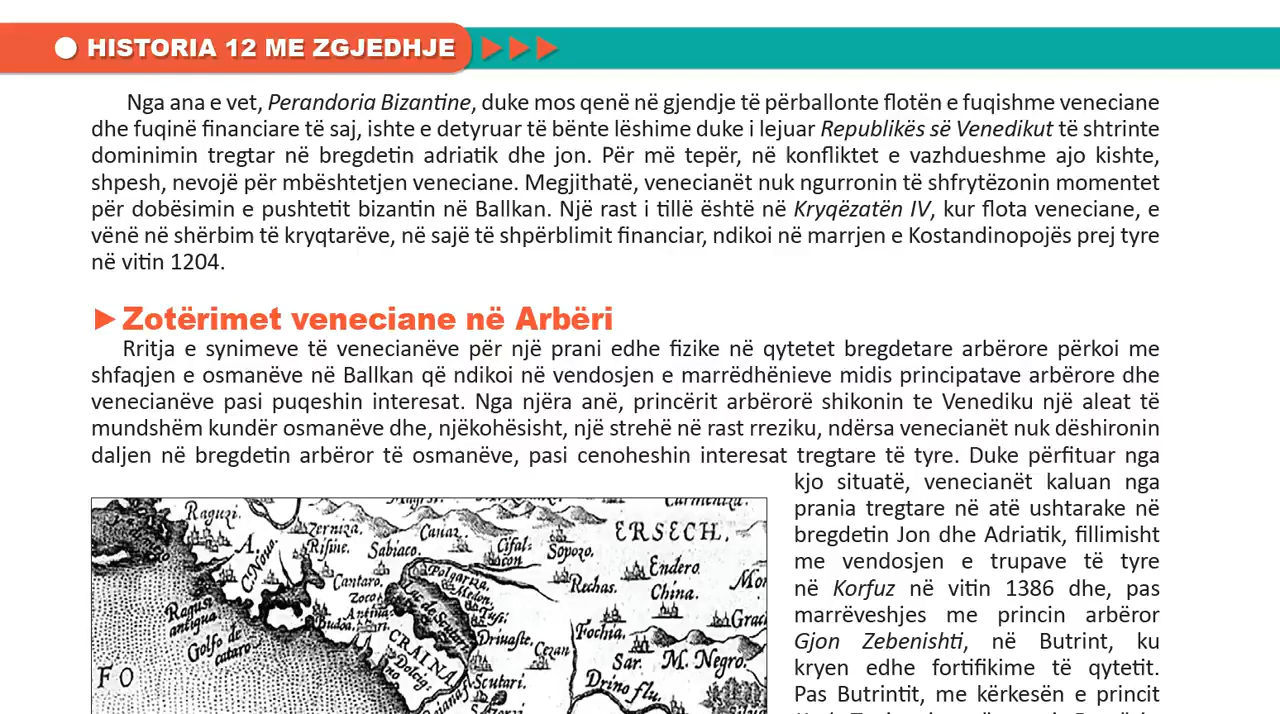 HISTORIA 12 ME ZGJEDHJE
Nga ana e vet, Perandoria Bizantine, duke mos qenë në gjendje të përballonte flotën e fuqishme veneciane
dhe fuqinë financiare të saj, ishte e detyruar të bënte lëshime duke i lejuar Republikës së Venedikut të shtrinte
dominimin tregtar në bregdetin adriatik dhe jon. Për më tepër, në konfliktet e vazhdueshme ajo kishte,
shpesh, nevojë për mbështetjen veneciane. Megjithatë, venecianët nuk ngurronin të shfrytëzonin momentet
për dobësimin e pushtetit bizantin në Ballkan. Një rast i tillë është në Kryqëzatën IV, kur flota veneciane, e
vënë në shërbim të kryqtarëve, në sajë të shpërblimit financiar, ndikoi në marrjen e Kostandinopojës prej tyre
në vitin 1204.
Zotërimet veneciane në Arbëri
Rritja e synimeve të venecianëve për një prani edhe fizike në qytetet bregdetare arbërore përkoi me
shfaqjen e osmanëve në Ballkan që ndikoi në vendosjen e marrëdhënieve midis principatave arbërore dhe
venecianëve pasi puqeshin interesat. Nga njëra anë, princërit arbërorë shikonin te Venediku një aleat të
mundshëm kundër osmanëve dhe, njëkohësisht, një strehë në rast rreziku, ndërsa venecianët nuk dëshironin
daljen në bregdetin arbëror të osmanëve, pasi cenoheshin interesat tregtare të tyre. Duke përfituar nga
kjo situatë, venecianët kaluan nga
prania tregtare në atë ushtarake në
bregdetin Jon dhe Adriatik, fillimisht
me vendosjen e trupave të tyre
në Korfuz në vitin 1386 dhe, pas
marrëveshjes me princin arbëror
Gjon Zebenishti, në Butrint, ku
kryen edhe fortifikime të qytetit.
Pas Butrintit, me kërkesën e princit
Raguzi.
Zerniza.
Risine.
Sabiaco.
Canaz.
Sopozo.
ERSECH.
Endero.
China.
Rechas.
Cantaro.
Budoa.
Ragusi
antigua
Golfo de
cataro
CRAINA
Dolcig.
Drivaste.
Cezan
Fochia.
Sar.
M. Negro.
Scutari.
Drino flu.
FO